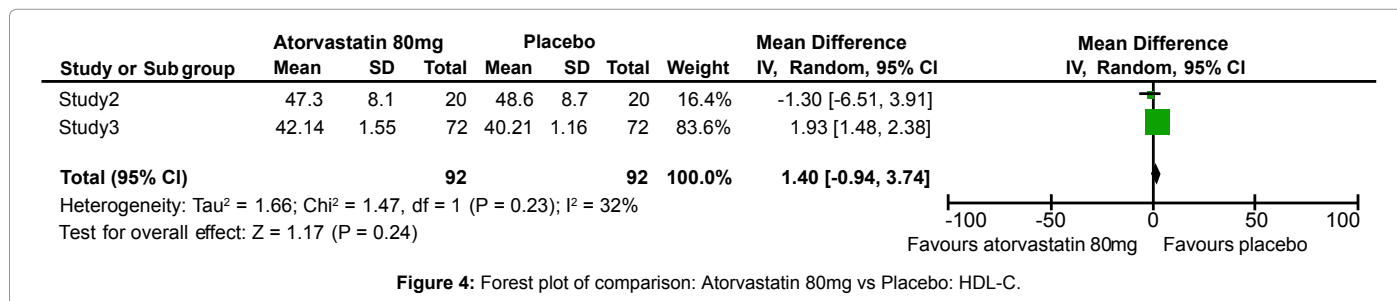 Atorvastatin 80mg Placebo Mean Difference Mean Difference
Study or Sub group Mean SD Total Mean SD Total Weight IV, Random, 95% CI IV, Random, 95% CI
Study2 47.3 8.1 20 48.6 8.7 20 16.4% -1.30 [-6.51, 3.91]
Study3 42.14 1.55 72 40.21 1.16 72 83.6% 1.93 [1.48, 2.38]
Total (95% CI) 92 92 100.0% 1.40 [-0.94, 3.74]
Heterogeneity: Tau² = 1.66; Chi² = 1.47, df = 1 (P = 0.23); I² = 32%
Test for overall effect: Z = 1.17 (P = 0.24)
-100 -50 0 50 100
Favours atorvastatin 80mg Favours placebo
Figure 4: Forest plot of comparison: Atorvastatin 80mg vs Placebo: HDL-C.